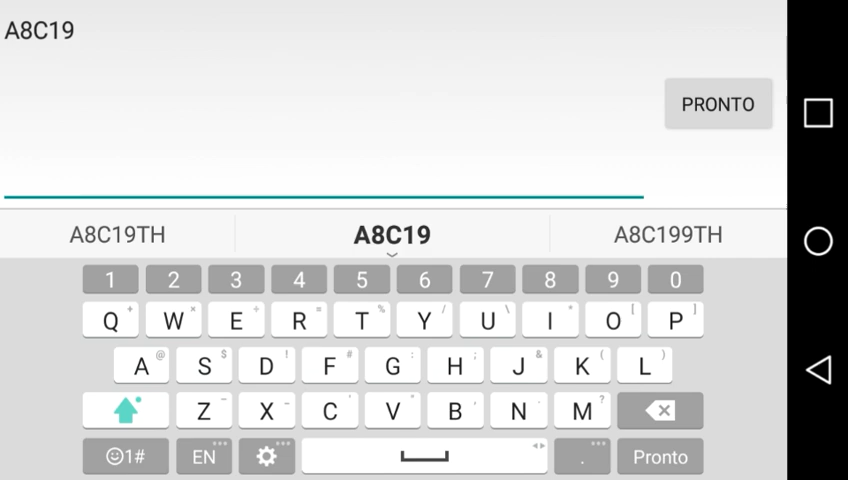 A8C19
PRONTO
A8C19TH A8C19 A8C199TH
1 2 3 4 5 6 7 8 9 0
Q W E R T Y U I O P
A S D F G H J K L
Z X C V B N M
1# EN . Pronto